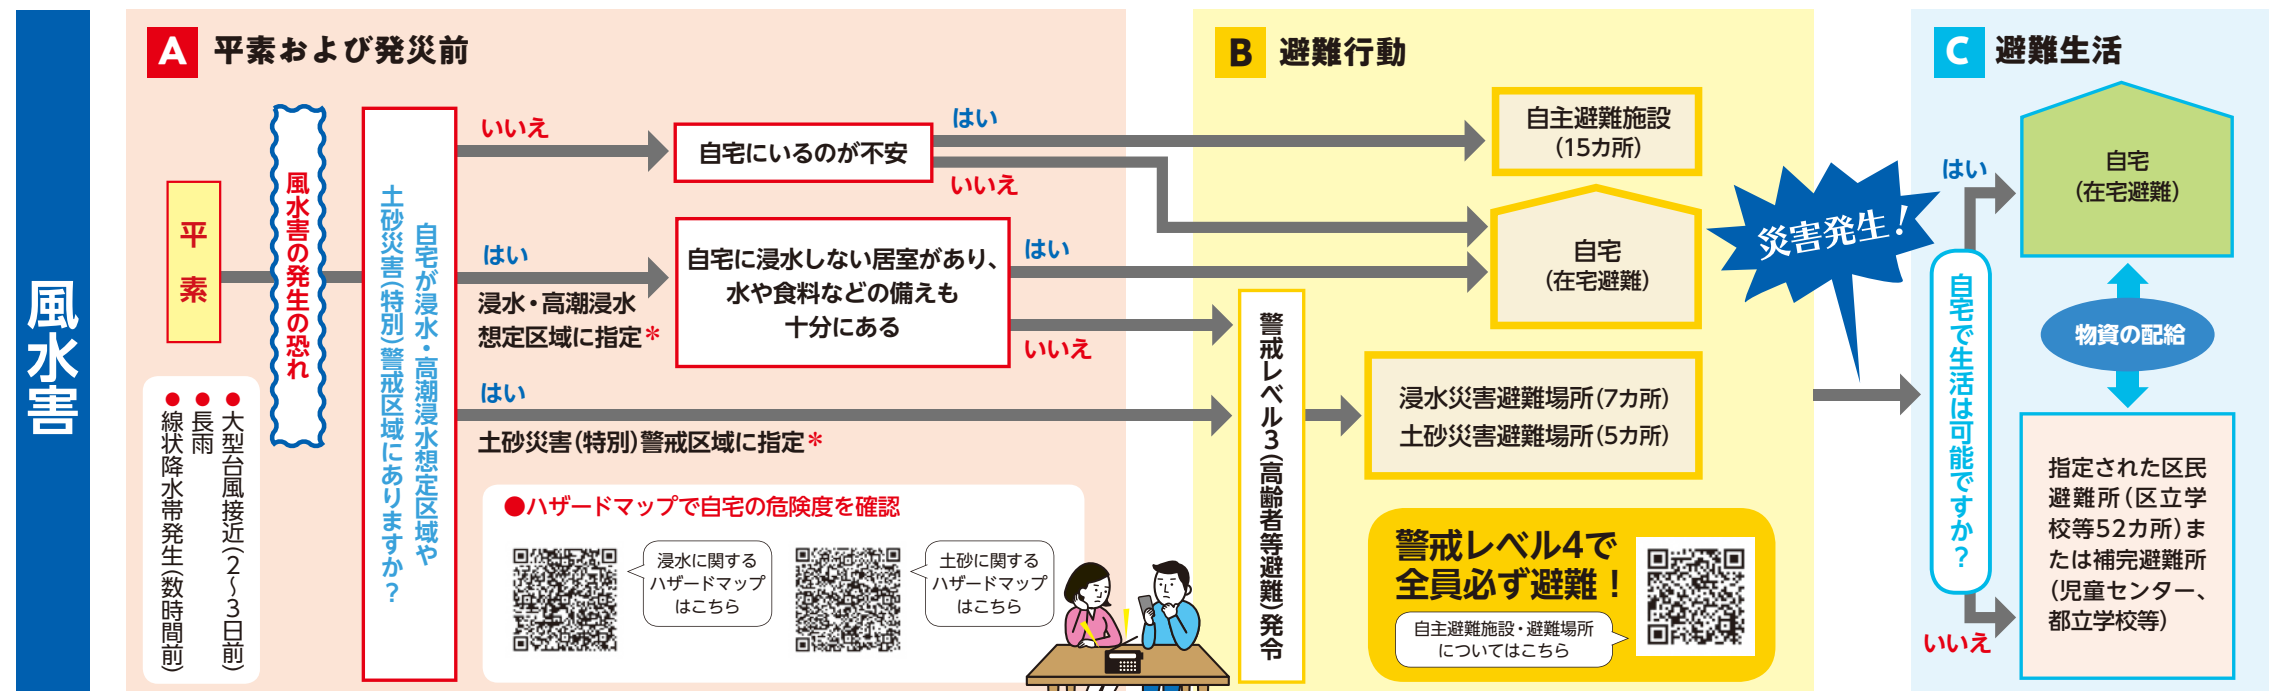 風水害
A 平素および発災前
平素
風水害の発生の恐れ
●大型台風接近(2〜3日前)
●長雨
●線状降水帯発生(数時間前)
自宅が浸水・高潮浸水想定区域や
土砂災害(特別)警戒区域にありますか?
いいえ
自宅にいるのが不安
はい
いいえ
はい
浸水・高潮浸水
想定区域に指定*
自宅に浸水しない居室があり、
水や食料などの備えも
十分にある
はい
いいえ
はい
土砂災害(特別)警戒区域に指定*
●ハザードマップで自宅の危険度を確認
浸水に関する
ハザードマップ
はこちら
土砂に関する
ハザードマップ
はこちら
B 避難行動
自主避難施設
(15カ所)
自宅
(在宅避難)
警戒レベル3(高齢者等避難)発令
浸水災害避難場所(7カ所)
土砂災害避難場所(5カ所)
警戒レベル4で
全員必ず避難!
自主避難施設・避難場所
についてはこちら
災害発生!
C 避難生活
自宅で生活は可能ですか?
はい
自宅
(在宅避難)
物資の配給
いいえ
指定された区民
避難所(区立学
校等52カ所)ま
たは補完避難所
(児童センター、
都立学校等)